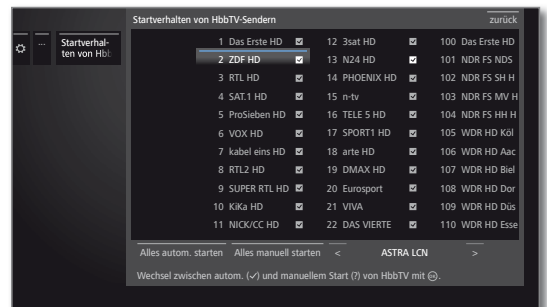 Startverhalten von HbbTV-Sendern zurück
... Startverhal-
ten von Hbb
1 Das Erste HD 12 3sat HD 100 Das Erste HD
2 ZDF HD 13 N24 HD 101 NDR FS NDS
3 RTL HD 14 PHOENIX HD 102 NDR FS SH H
4 SAT.1 HD 15 n-tv 103 NDR FS MV H
5 ProSieben HD 16 TELE 5 HD 104 NDR FS HH H
6 VOX HD 17 SPORT1 HD 105 WDR HD Köl
7 kabel eins HD 18 arte HD 106 WDR HD Aac
8 RTL2 HD 19 DMAX HD 107 WDR HD Biel
9 SUPER RTL HD 20 Eurosport 108 WDR HD Dor
10 KiKa HD 21 VIVA 109 WDR HD Düs
11 NICK/CC HD 22 DAS VIERTE 110 WDR HD Esse
Alles autom. starten Alles manuell starten < ASTRA LCN >
Wechsel zwischen autom. (✓) und manuellem Start (?) von HbbTV mit OK.